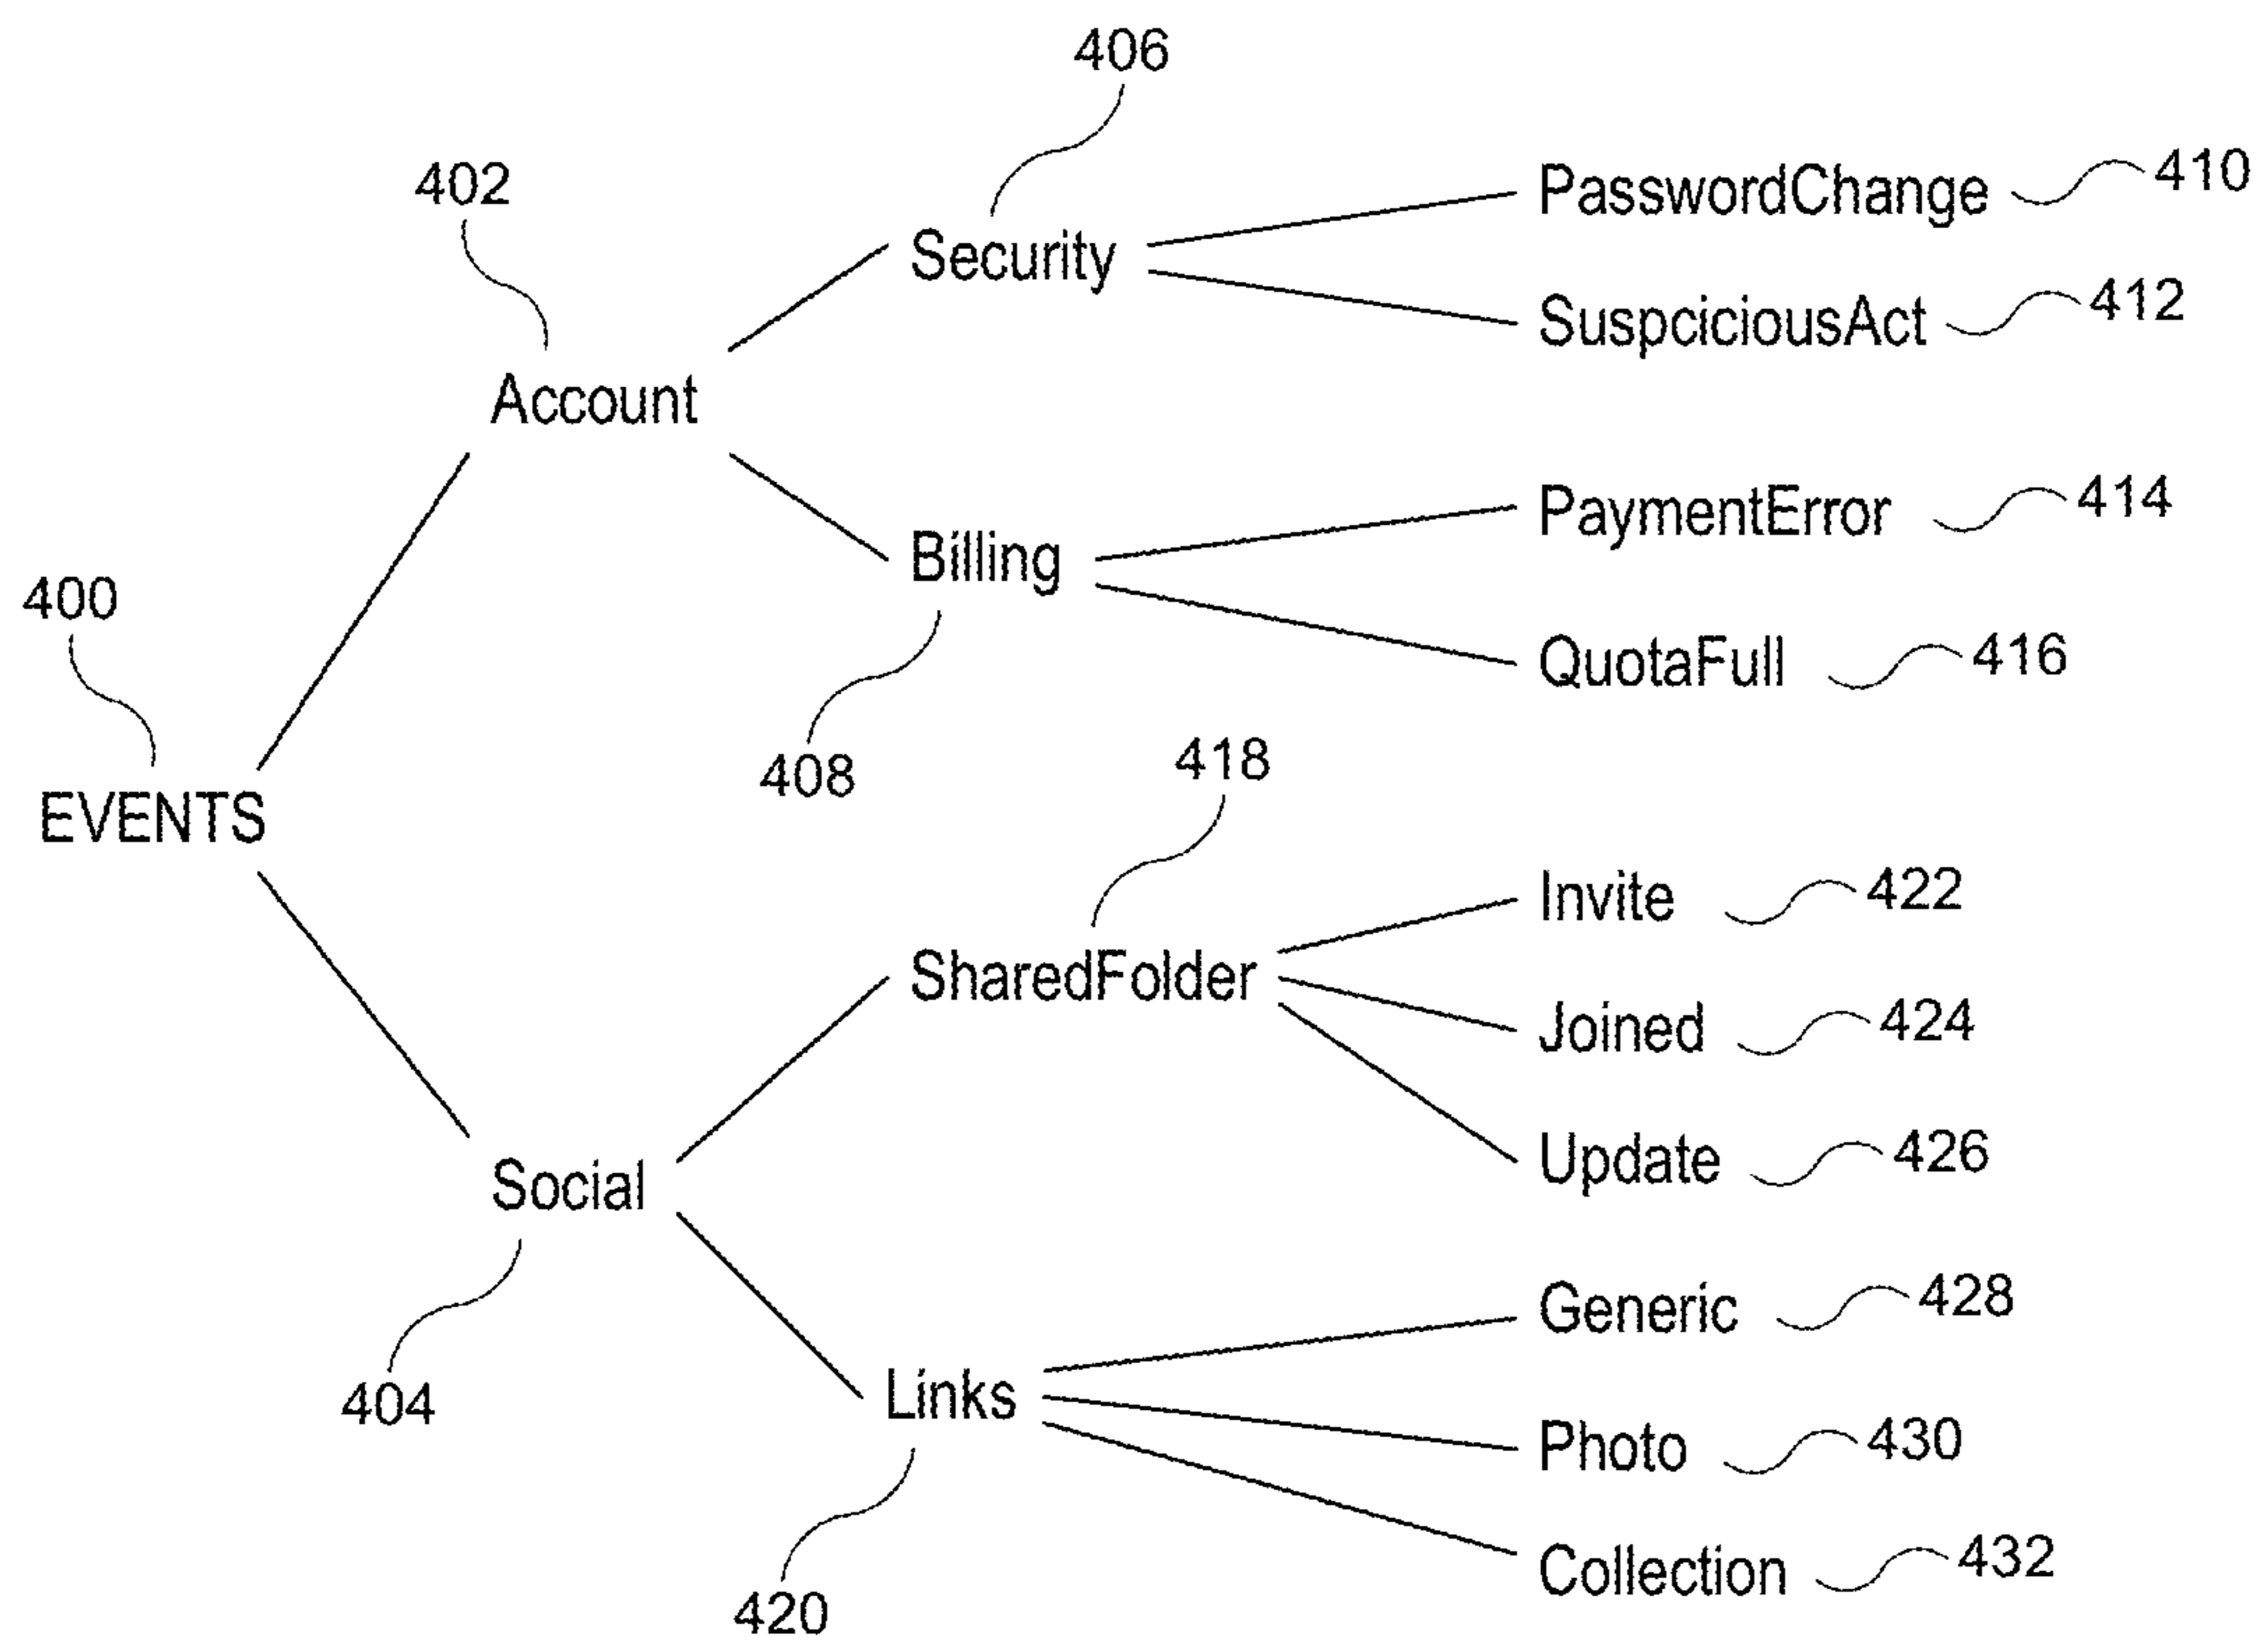 406
402
PasswordChange 410
Security
SuspciciousAct 412
Account
PaymentError 414
Billing
400
QuotaFull 416
408
418
EVENTS
Invite 422
SharedFolder
Joined 424
Update 426
Social
Generic 428
404
Links
Photo 430
Collection 432
420